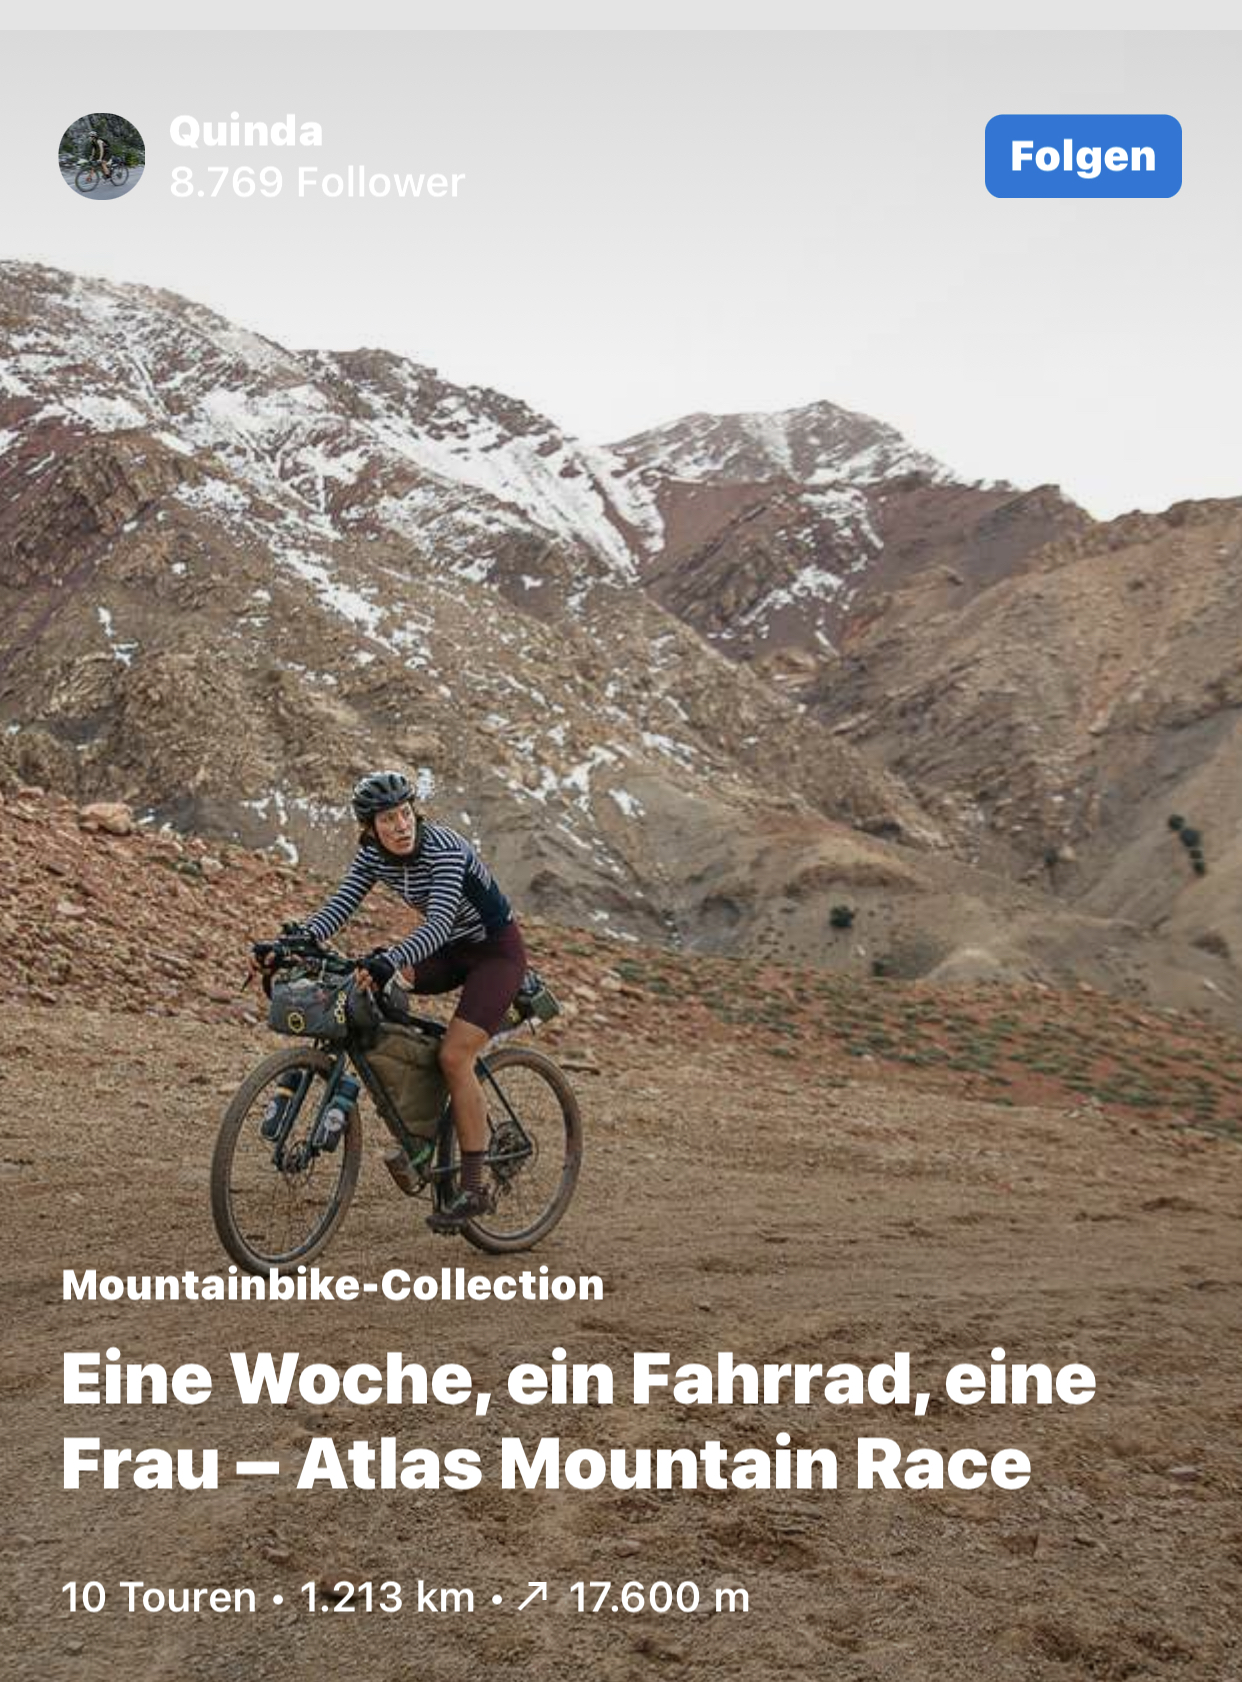 Quinda
8.769 Follower
Folgen
Mountainbike-Collection
Eine Woche, ein Fahrrad, eine
Frau – Atlas Mountain Race
10 Touren • 1.213 km • ↗ 17.600 m